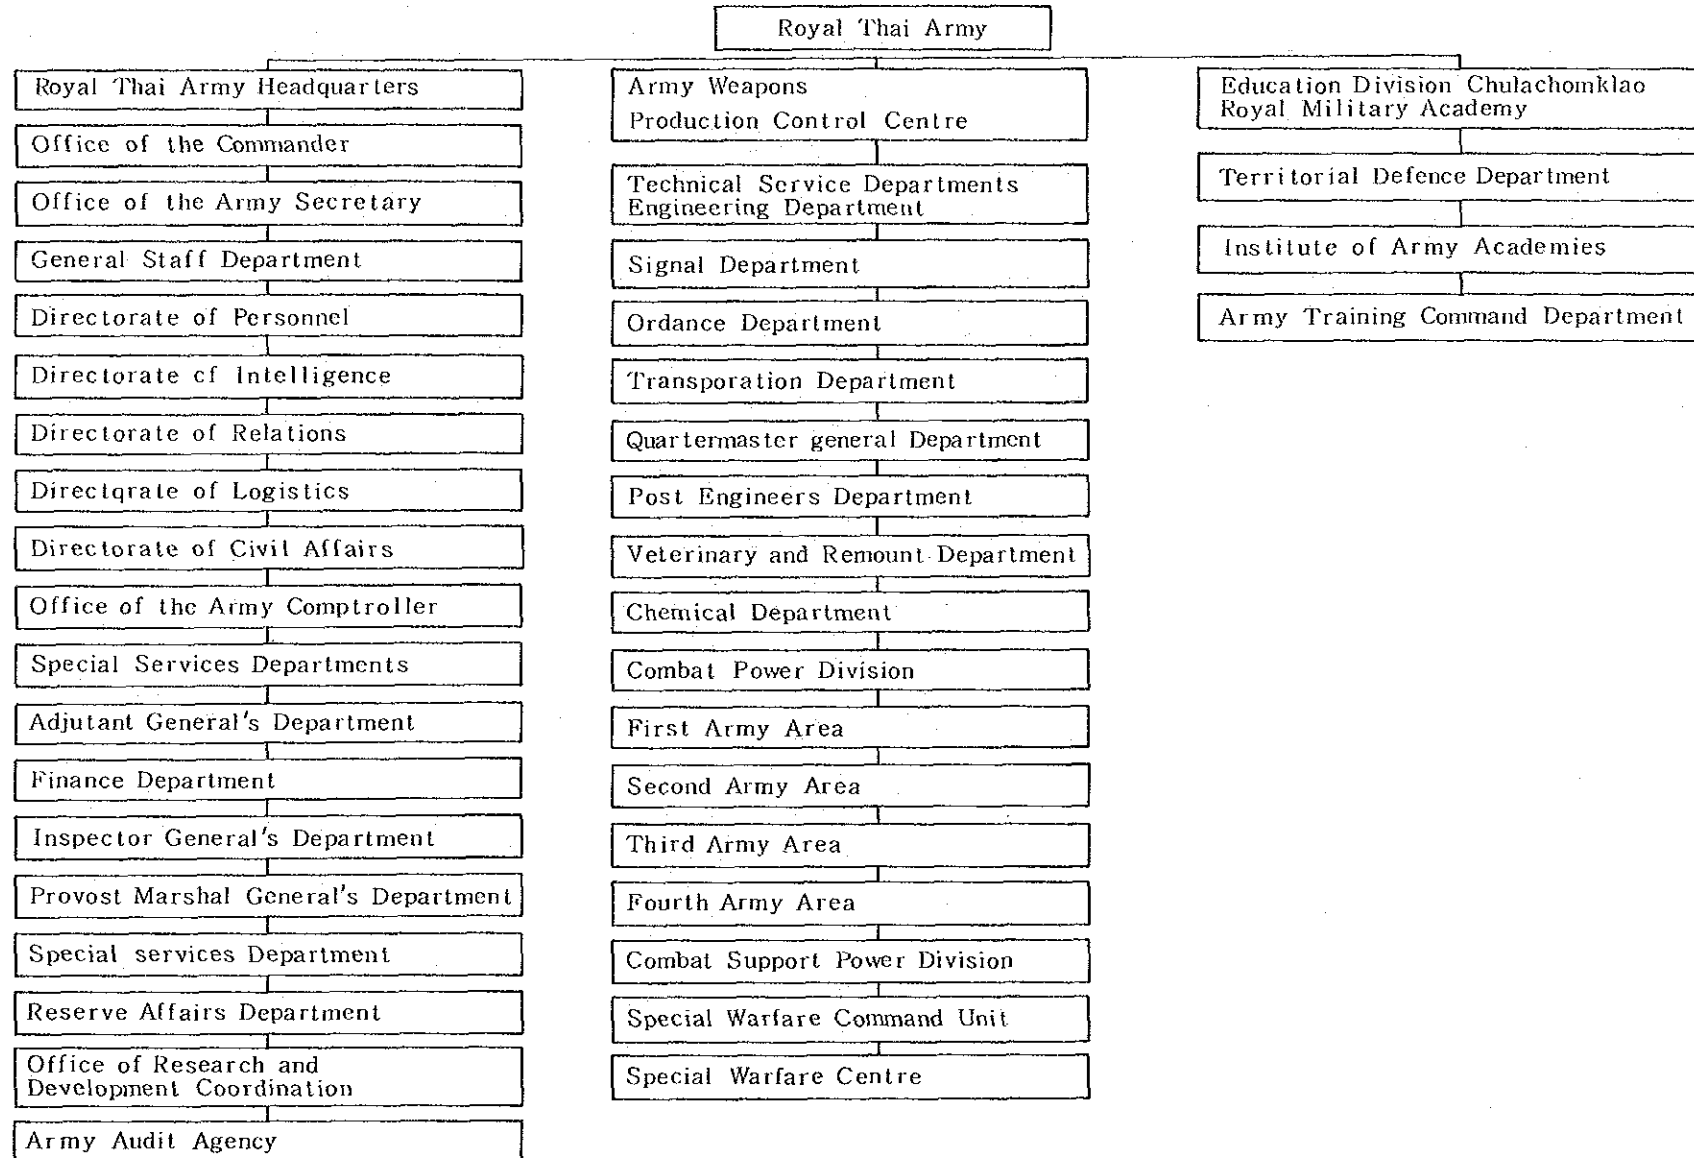 Royal Thai Army
Royal Thai Army Headquarters
Office of the Commander
Office of the Army Secretary
General Staff Department
Directorate of Personnel
Directorate of Intelligence
Directorate of Relations
Directorate of Logistics
Directorate of Civil Affairs
Office of the Army Comptroller
Special Services Departments
Adjutant General's Department
Finance Department
Inspector General's Department
Provost Marshal General's Department
Special services Department
Reserve Affairs Department
Office of Research and
Development Coordination
Army Audit Agency
Army Weapons
Production Control Centre
Technical Service Departments
Engineering Department
Signal Department
Ordance Department
Transporation Department
Quartermaster general Department
Post Engineers Department
Veterinary and Remount Department
Chemical Department
Combat Power Division
First Army Area
Second Army Area
Third Army Area
Fourth Army Area
Combat Support Power Division
Special Warfare Command Unit
Special Warfare Centre
Education Division Chulachomklao
Royal Military Academy
Territorial Defence Department
Institute of Army Academies
Army Training Command Department